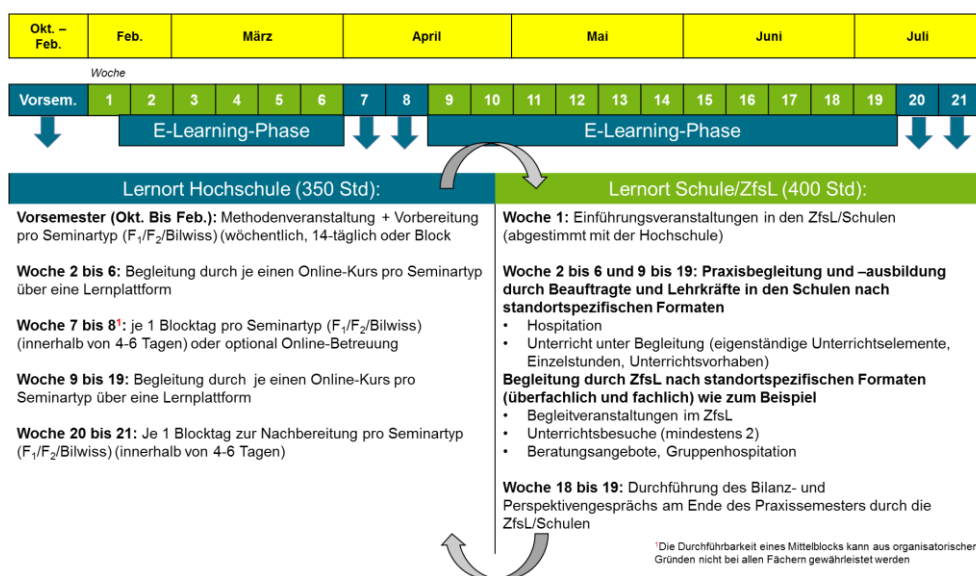 Okt. –
Feb.
Feb.
März
April
Mai
Juni
Juli
Woche
Vorsem.
1
2
3
4
5
6
7
8
9
10
11
12
13
14
15
16
17
18
19
20
21
E-Learning-Phase
E-Learning-Phase
Lernort Hochschule (350 Std):
Vorsemester (Okt. Bis Feb.): Methodenveranstaltung + Vorbereitung
pro Seminartyp (F₁/F₂/Bilwiss) (wöchentlich, 14-täglich oder Block
Woche 2 bis 6: Begleitung durch je einen Online-Kurs pro Seminartyp
über eine Lernplattform
Woche 7 bis 8¹: je 1 Blocktag pro Seminartyp (F₁/F₂/Bilwiss)
(innerhalb von 4-6 Tagen) oder optional Online-Betreuung
Woche 9 bis 19: Begleitung durch je einen Online-Kurs pro
Seminartyp über eine Lernplattform
Woche 20 bis 21: Je 1 Blocktag zur Nachbereitung pro Seminartyp
(F₁/F₂/Bilwiss) (innerhalb von 4-6 Tagen)
Lernort Schule/ZfsL (400 Std):
Woche 1: Einführungsveranstaltungen in den ZfsL/Schulen
(abgestimmt mit der Hochschule)
Woche 2 bis 6 und 9 bis 19: Praxisbegleitung und –ausbildung
durch Beauftragte und Lehrkräfte in den Schulen nach
standortspezifischen Formaten
• Hospitation
• Unterricht unter Begleitung (eigenständige Unterrichtselemente,
Einzelstunden, Unterrichtsvorhaben)
Begleitung durch ZfsL nach standortspezifischen Formaten
(überfachlich und fachlich) wie zum Beispiel
• Begleitveranstaltungen im ZfsL
• Unterrichtsbesuche (mindestens 2)
• Beratungsangebote, Gruppenhospitation
Woche 18 bis 19: Durchführung des Bilanz- und
Perspektivengesprächs am Ende des Praxissemesters durch die
ZfsL/Schulen
¹Die Durchführbarkeit eines Mittelblocks kann aus organisatorischen
Gründen nicht bei allen Fächern gewährleistet werden